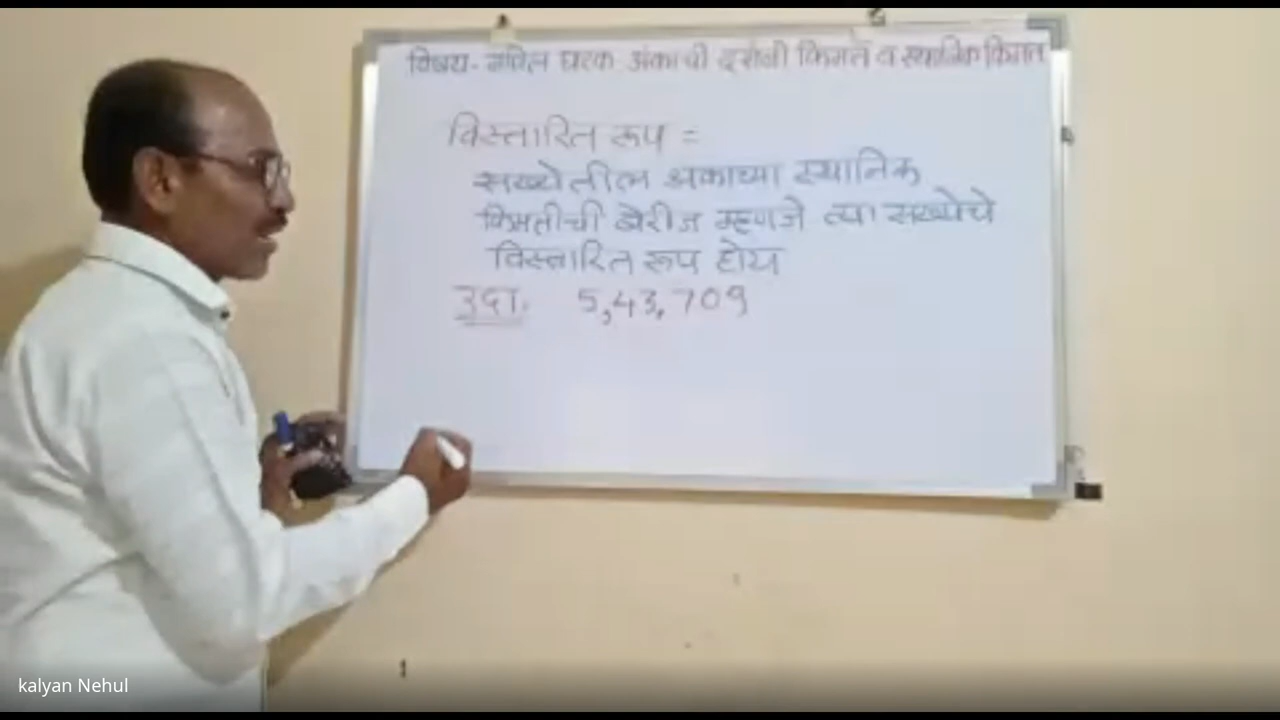 विषय- गणित घटक- अंकाची दर्शनी किंमत व स्थानिक किंमत
विस्तारित रूप =
संख्येतील अंकाच्या स्थानिक
किंमतीची बेरीज म्हणजे त्या संख्येचे
विस्तारित रूप होय
उदा. 5,43,709
kalyan Nehul